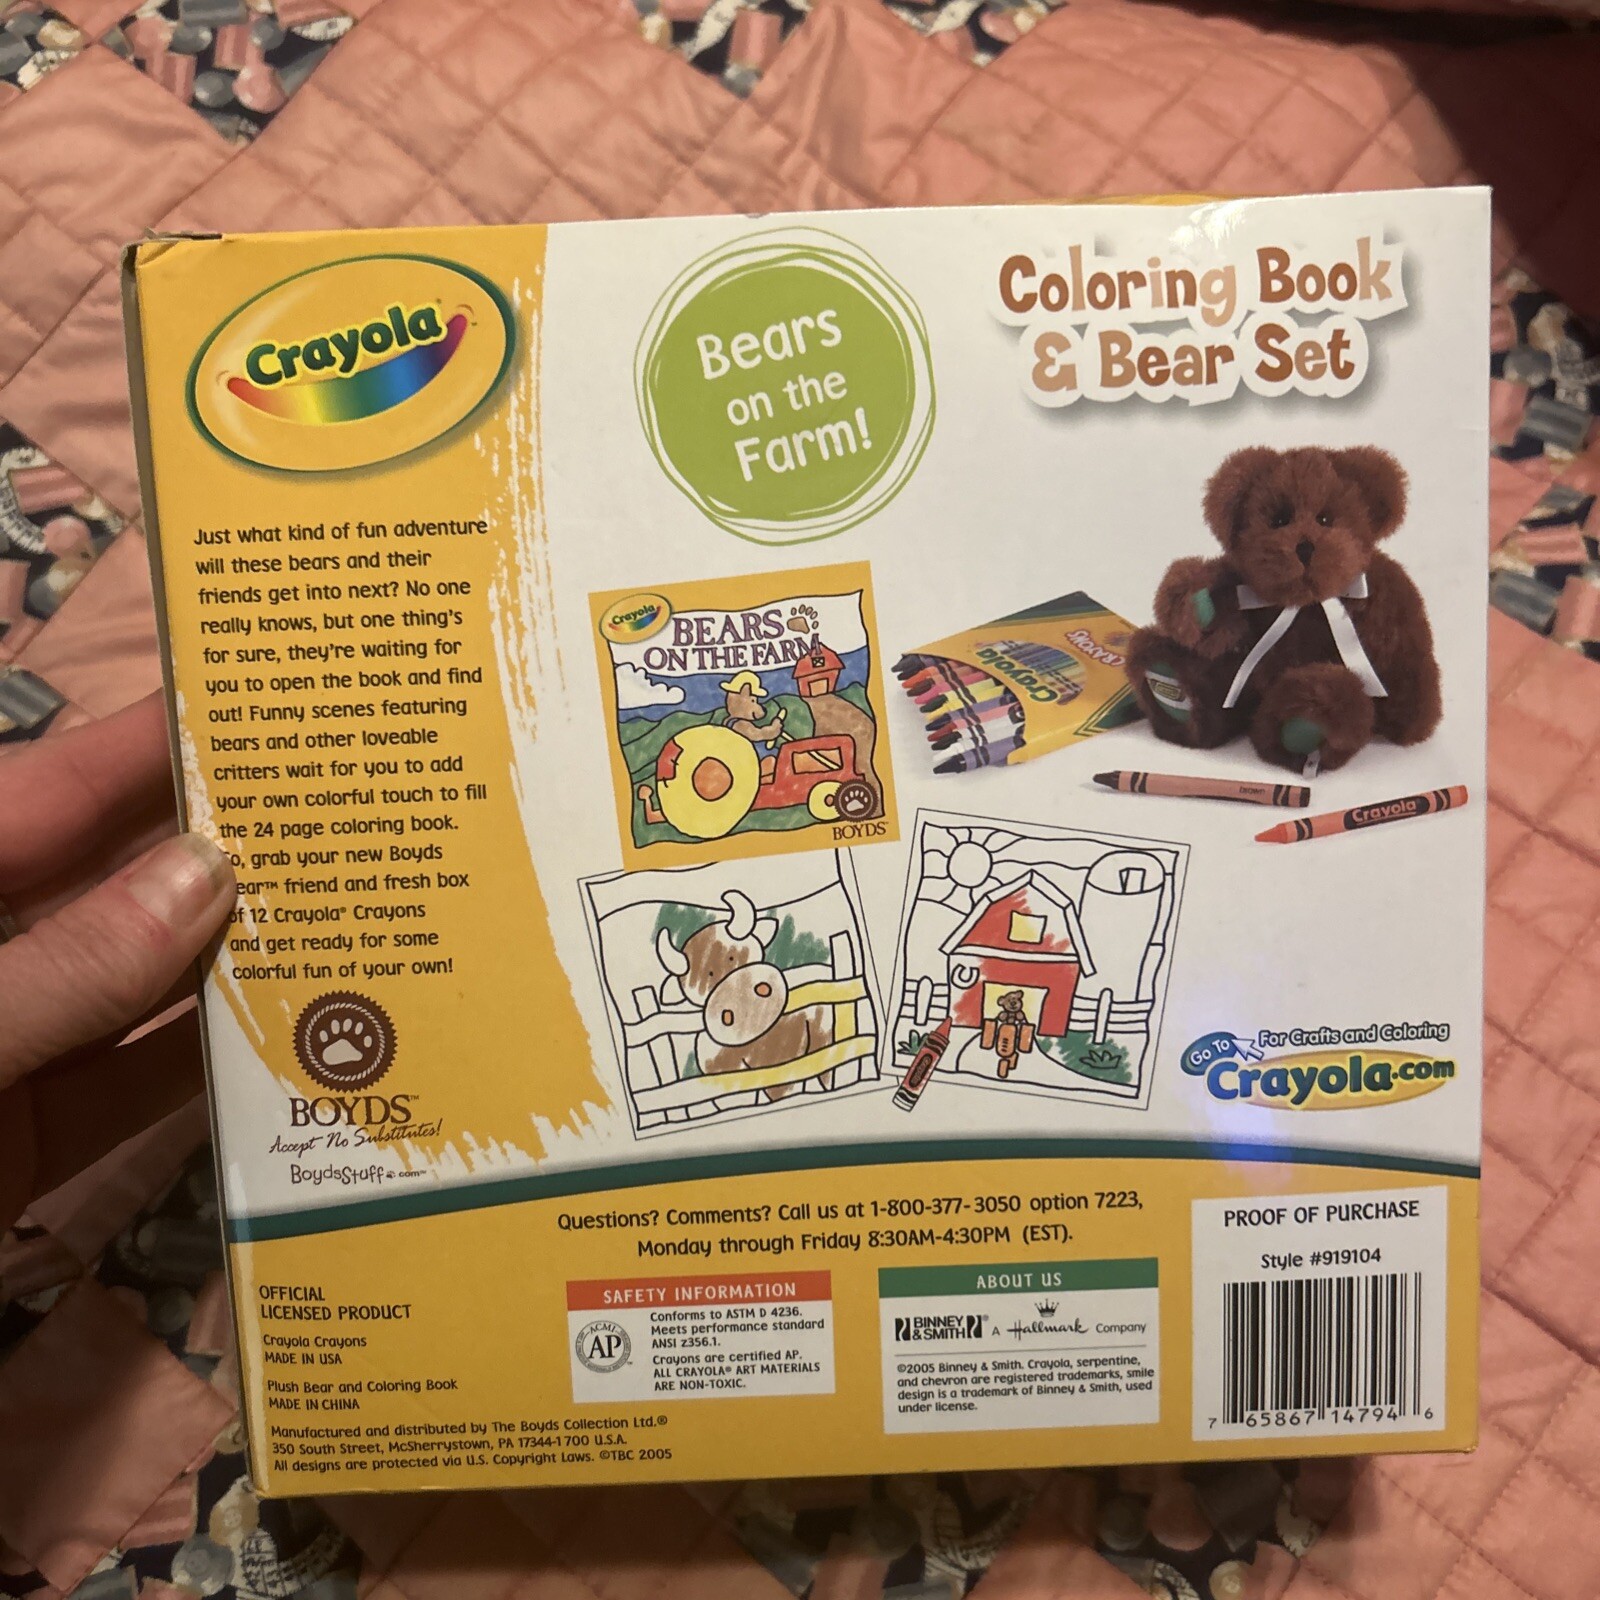 Crayola
Bears
on the
Farm!
Coloring Book
& Bear Set
Just what kind of fun adventure
will these bears and their
friends get into next? No one
really knows, but one thing's
for sure, they're waiting for
you to open the book and find
out! Funny scenes featuring
bears and other loveable
critters wait for you to add
your own colorful touch to fill
the 24 page coloring book.
So, grab your new Boyds
ear™ friend and fresh box
of 12 Crayola® Crayons
and get ready for some
colorful fun of your own!
BOYDS™
Accept No Substitutes!
BoydsStuff.com™
Crayola
BEARS
ON THE FARM
BOYDS
Crayola
CRAYONS
brown
Crayola
Go To
For Crafts and Coloring
Crayola.com
Questions? Comments? Call us at 1-800-377-3050 option 7223,
Monday through Friday 8:30AM-4:30PM (EST).
OFFICIAL
LICENSED PRODUCT
Crayola Crayons
MADE IN USA
Plush Bear and Coloring Book
MADE IN CHINA
Manufactured and distributed by The Boyds Collection Ltd.®
350 South Street, McSherrystown, PA 17344-1700 U.S.A.
All designs are protected via U.S. Copyright Laws. ©TBC 2005
SAFETY INFORMATION
ACMI
AP
Conforms to ASTM D 4236.
Meets performance standard
ANSI Z356.1.
Crayons are certified AP.
ALL CRAYOLA® ART MATERIALS
ARE NON-TOXIC.
ABOUT US
BINNEY
& SMITH®
A Hallmark Company
©2005 Binney & Smith. Crayola, serpentine,
and chevron are registered trademarks, smile
design is a trademark of Binney & Smith, used
under license.
PROOF OF PURCHASE
Style #919104
7 65867 14794 6